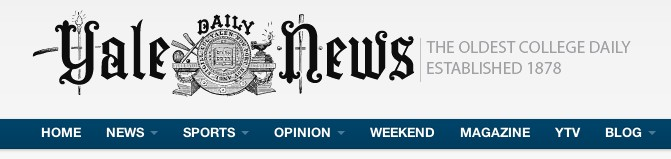 Yale DAILY News
THE OLDEST COLLEGE DAILY
ESTABLISHED 1878
HOME NEWS SPORTS OPINION WEEKEND MAGAZINE YTV BLOG